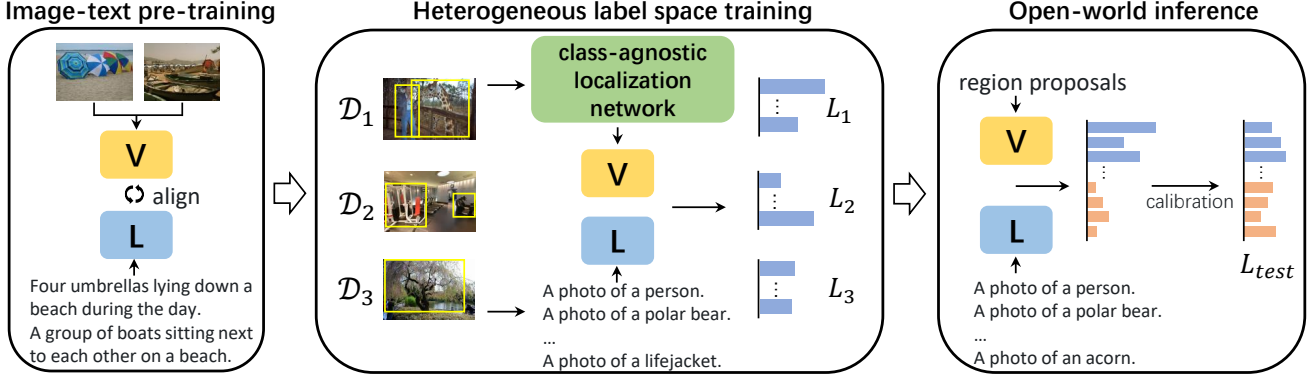 Image-text pre-training
V
align
L
Four umbrellas lying down a
beach during the day.
A group of boats sitting next
to each other on a beach.
Heterogeneous label space training
class-agnostic
localization
network
D₁
L₁
V
D₂
L₂
L
D₃
L₃
A photo of a person.
A photo of a polar bear.
...
A photo of a lifejacket.
Open-world inference
region proposals
V
calibration
L
L_test
A photo of a person.
A photo of a polar bear.
...
A photo of an acorn.